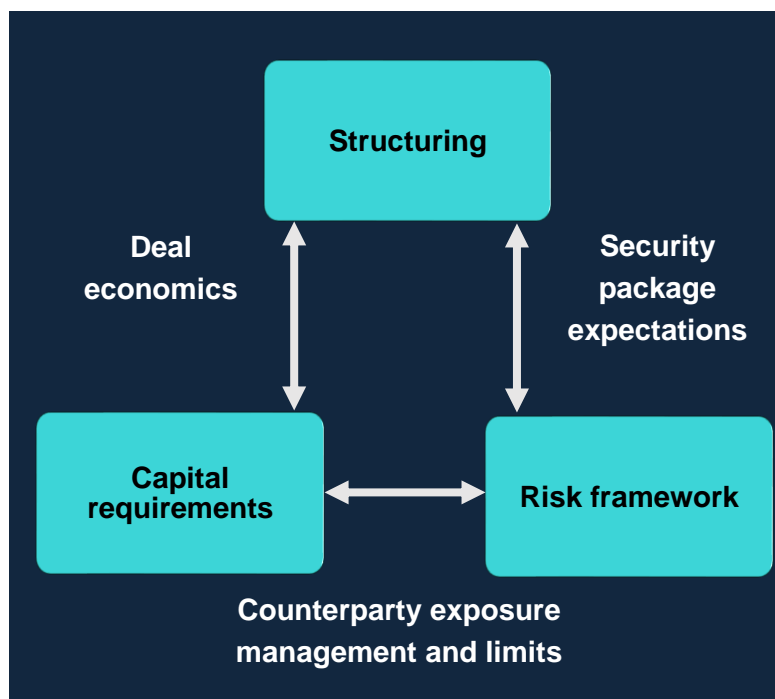 Structuring
Deal
economics
Security
package
expectations
Capital
requirements
Risk framework
Counterparty exposure
management and limits